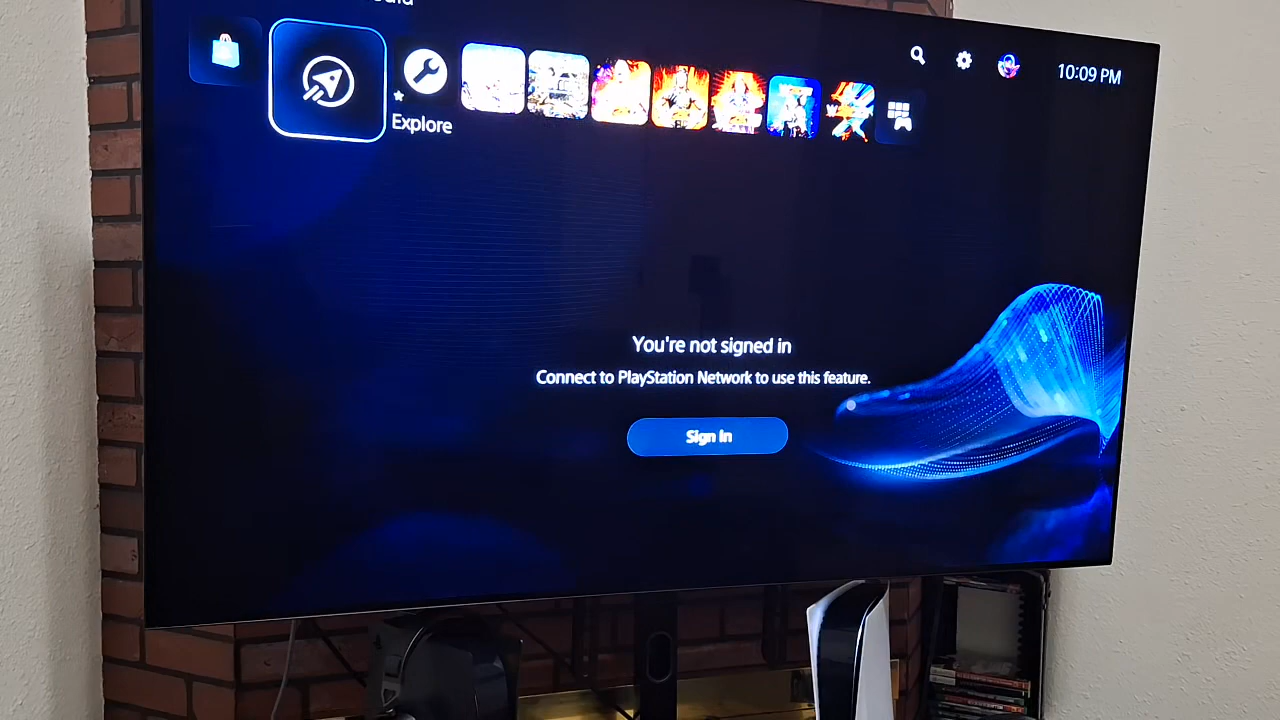 10:09 PM
Explore
You're not signed in
Connect to PlayStation Network to use this feature.
Sign In